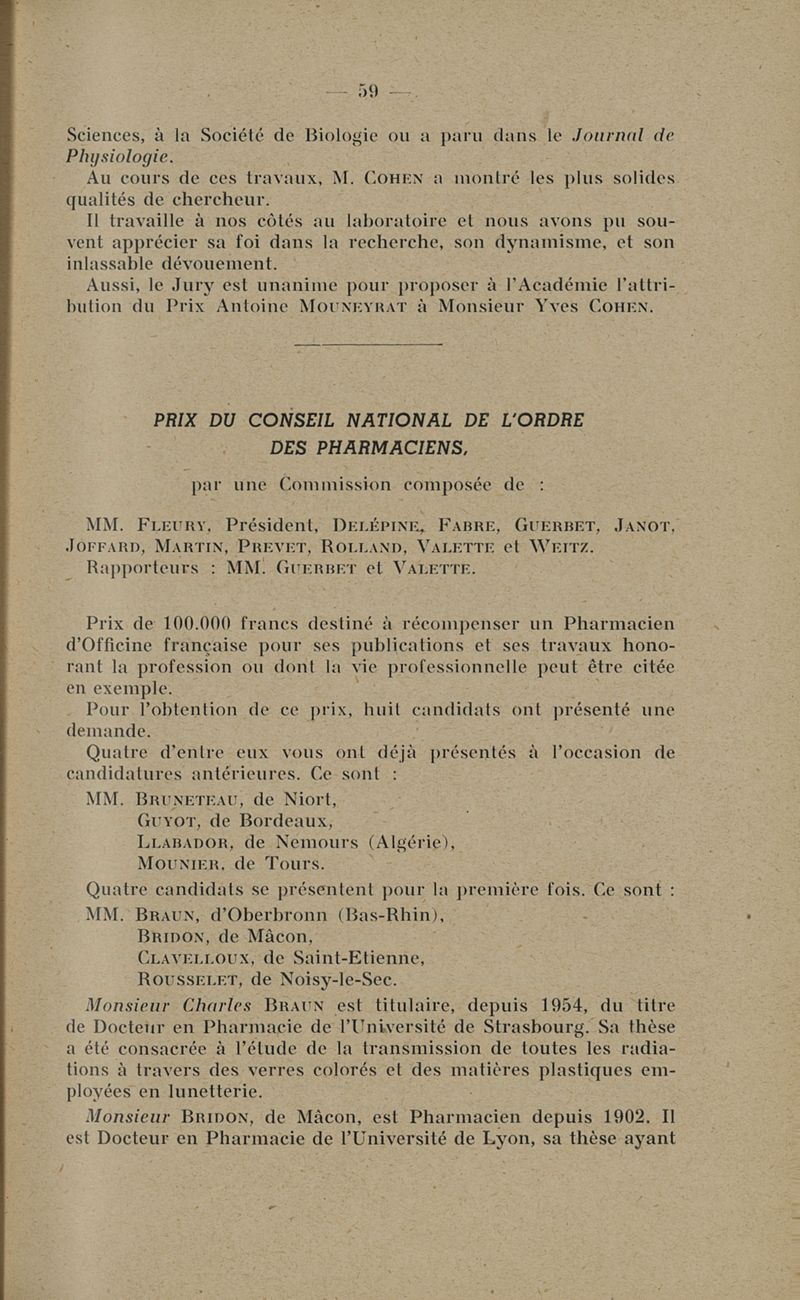 — 59 —
Sciences, à la Société de Biologie ou a paru dans le Journal de
Physiologie.
Au cours de ces travaux, M. COHEN a montré les plus solides
qualités de chercheur.
Il travaille à nos côtés au laboratoire et nous avons pu sou-
vent apprécier sa foi dans la recherche, son dynamisme, et son
inlassable dévouement.
Aussi, le Jury est unanime pour proposer à l'Académie l'attri-
bution du Prix Antoine MOUNEYRAT à Monsieur Yves COHEN.
PRIX DU CONSEIL NATIONAL DE L'ORDRE
DES PHARMACIENS,
par une Commission composée de :
MM. FLEURY, Président, DELÉPINE, FABRE, GUERBET, JANOT,
JOFFARD, MARTIN, PREVET, ROLLAND, VALETTE et WEITZ.
Rapporteurs : MM. GUERBET et VALETTE.
Prix de 100.000 francs destiné à récompenser un Pharmacien
d'Officine française pour ses publications et ses travaux hono-
rant la profession ou dont la vie professionnelle peut être citée
en exemple.
Pour l'obtention de ce prix, huit candidats ont présenté une
demande.
Quatre d'entre eux vous ont déjà présentés à l'occasion de
candidatures antérieures. Ce sont :
MM. BRUNETEAU, de Niort,
GUYOT, de Bordeaux,
LLABADOR, de Nemours (Algérie),
MOUNIER, de Tours.
Quatre candidats se présentent pour la première fois. Ce sont :
MM. BRAUN, d'Oberbronn (Bas-Rhin),
BRIDON, de Mâcon,
CLAVELLOUX, de Saint-Etienne,
ROUSSELET, de Noisy-le-Sec.
Monsieur Charles BRAUN est titulaire, depuis 1954, du titre
de Docteur en Pharmacie de l'Université de Strasbourg. Sa thèse
a été consacrée à l'étude de la transmission de toutes les radia-
tions à travers des verres colorés et des matières plastiques em-
ployées en lunetterie.
Monsieur BRIDON, de Mâcon, est Pharmacien depuis 1902. Il
est Docteur en Pharmacie de l'Université de Lyon, sa thèse ayant